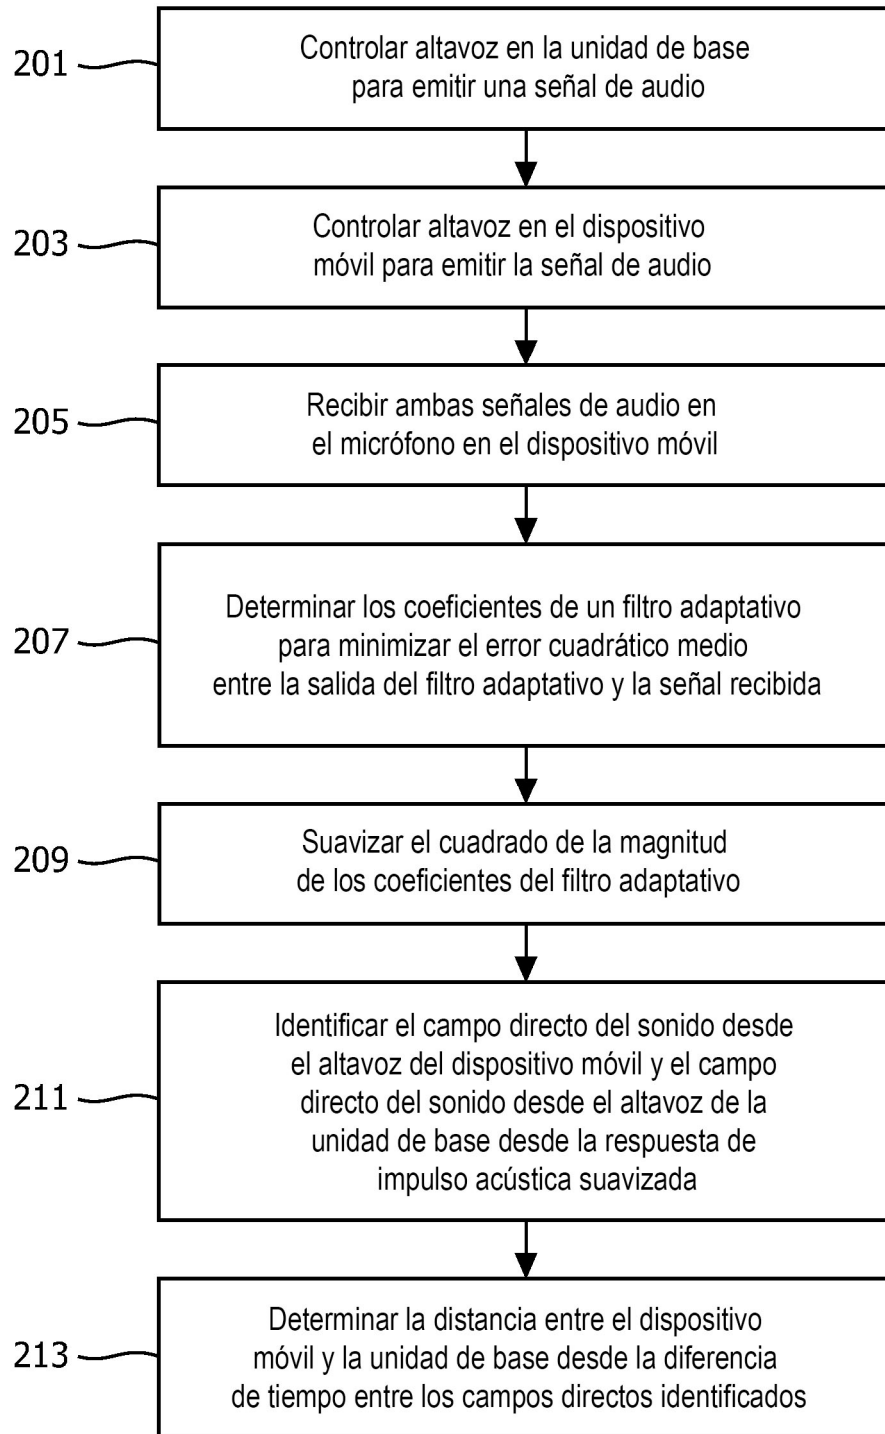 201
Controlar altavoz en la unidad de base
para emitir una señal de audio
203
Controlar altavoz en el dispositivo
móvil para emitir la señal de audio
205
Recibir ambas señales de audio en
el micrófono en el dispositivo móvil
207
Determinar los coeficientes de un filtro adaptativo
para minimizar el error cuadrático medio
entre la salida del filtro adaptativo y la señal recibida
209
Suavizar el cuadrado de la magnitud
de los coeficientes del filtro adaptativo
211
Identificar el campo directo del sonido desde
el altavoz del dispositivo móvil y el campo
directo del sonido desde el altavoz de la
unidad de base desde la respuesta de
impulso acústica suavizada
213
Determinar la distancia entre el dispositivo
móvil y la unidad de base desde la diferencia
de tiempo entre los campos directos identificados